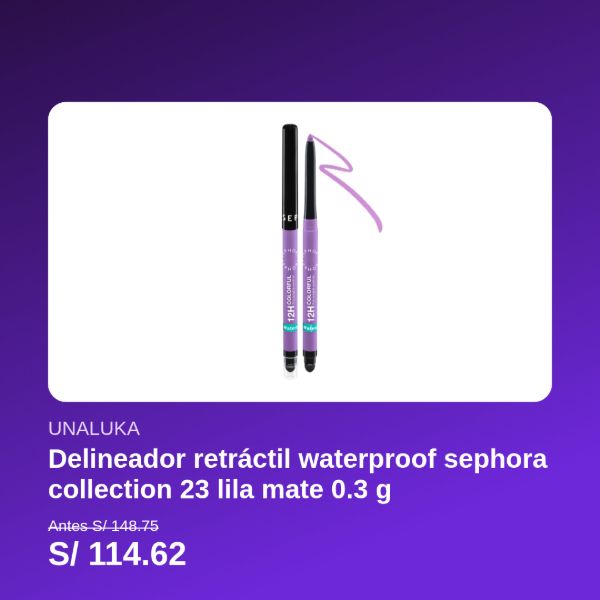 SEP
12H COLORFUL
12H COLORFUL
UNALUKA
Delineador retráctil waterproof sephora
collection 23 lila mate 0.3 g
Antes S/ 148.75
S/ 114.62